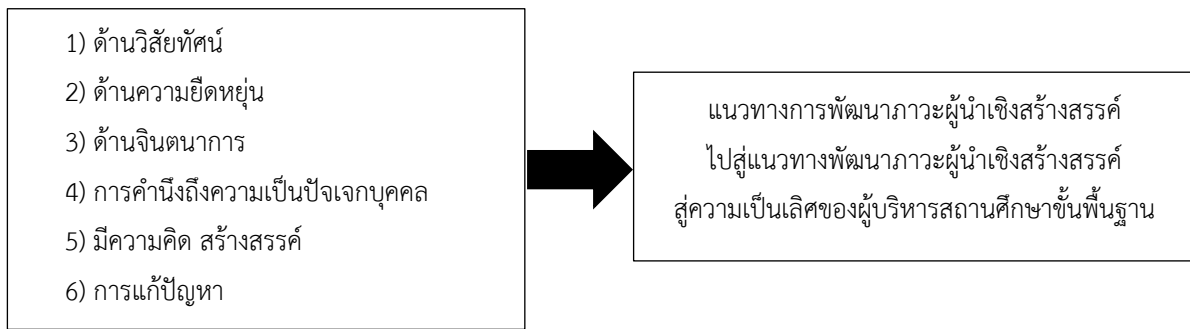 1) ด้านวิสัยทัศน์
2) ด้านความยืดหยุ่น
3) ด้านจินตนาการ
4) การคำนึงถึงความเป็นปัจเจกบุคคล
5) มีความคิด สร้างสรรค์
6) การแก้ปัญหา
แนวทางการพัฒนาภาวะผู้นำเชิงสร้างสรรค์
ไปสู่แนวทางพัฒนาภาวะผู้นำเชิงสร้างสรรค์
สู่ความเป็นเลิศของผู้บริหารสถานศึกษาขั้นพื้นฐาน